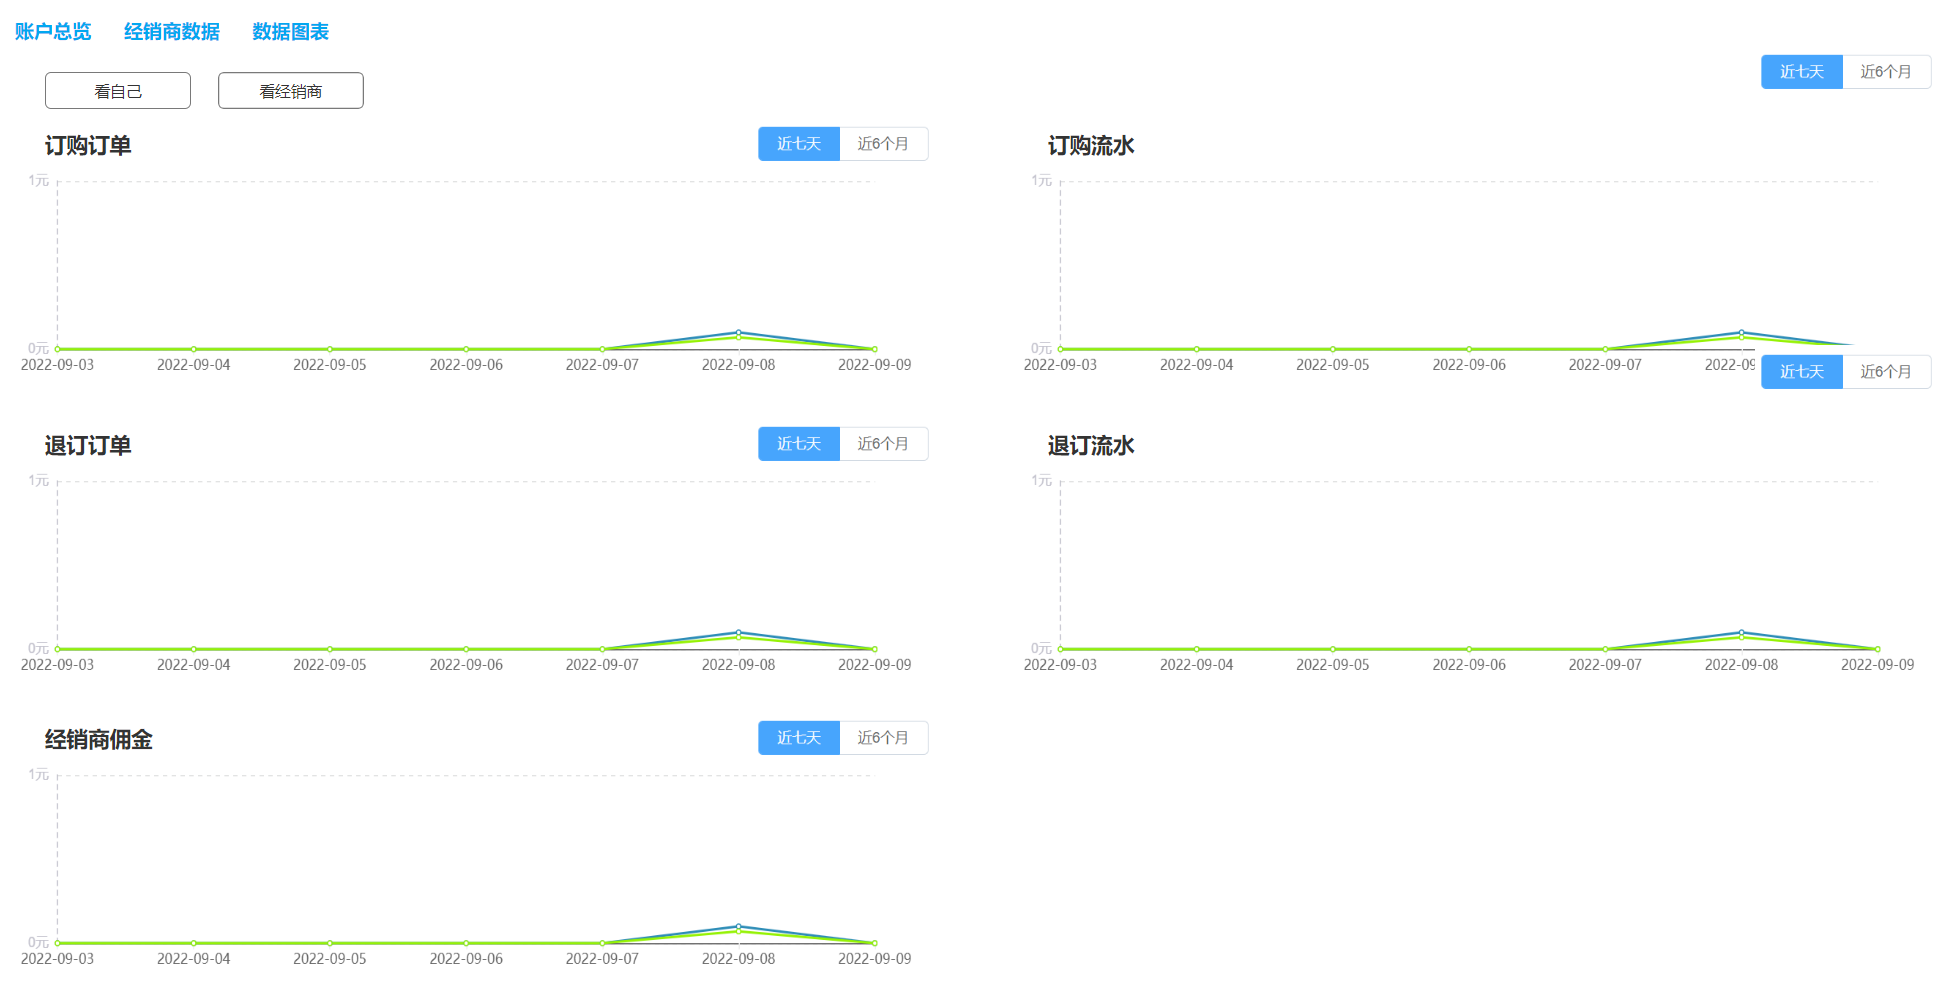 账户总览 经销商数据 数据图表
近七天 近6个月
看自己 看经销商
订购订单 近七天 近6个月
1元
0元
2022-09-03 2022-09-04 2022-09-05 2022-09-06 2022-09-07 2022-09-08 2022-09-09
订购流水
1元
0元
2022-09-03 2022-09-04 2022-09-05 2022-09-06 2022-09-07 2022-09
近七天 近6个月
退订订单 近七天 近6个月
1元
0元
2022-09-03 2022-09-04 2022-09-05 2022-09-06 2022-09-07 2022-09-08 2022-09-09
退订流水
1元
0元
2022-09-03 2022-09-04 2022-09-05 2022-09-06 2022-09-07 2022-09-08 2022-09-09
经销商佣金 近七天 近6个月
1元
0元
2022-09-03 2022-09-04 2022-09-05 2022-09-06 2022-09-07 2022-09-08 2022-09-09